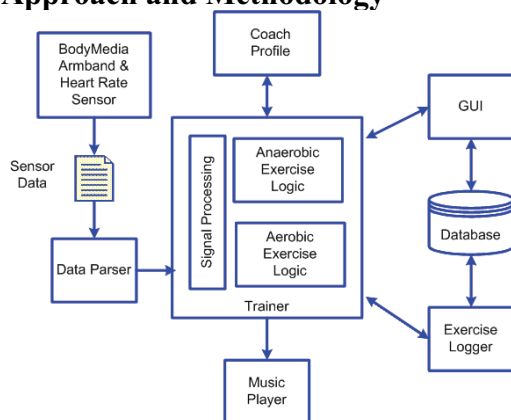 Approach and Methodology
BodyMedia
Armband &
Heart Rate
Sensor
Coach
Profile
GUI
Sensor
Data
Signal Processing
Anaerobic
Exercise
Logic
Aerobic
Exercise
Logic
Database
Data Parser
Trainer
Exercise
Logger
Music
Player